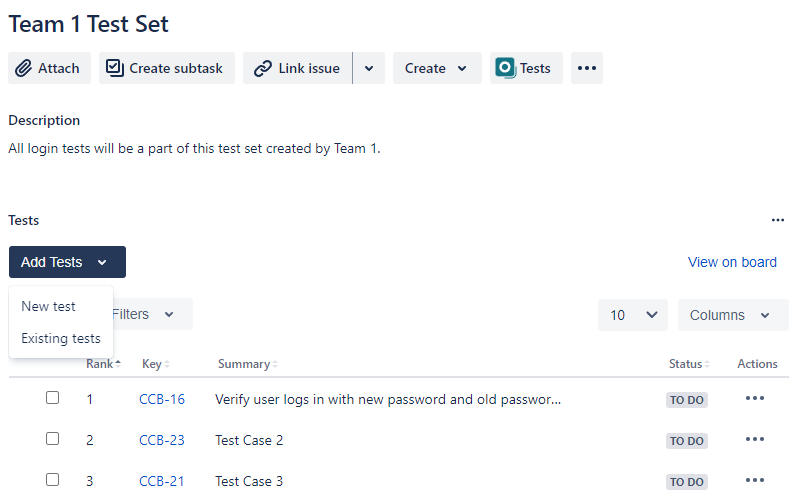 Team 1 Test Set
Attach Create subtask Link issue Create Tests
Description
All login tests will be a part of this test set created by Team 1.
Tests
Add Tests View on board
New test Filters 10 Columns
Existing tests
Rank Key Summary Status Actions
1 CCB-16 Verify user logs in with new password and old passwor... TO DO
2 CCB-23 Test Case 2 TO DO
3 CCB-21 Test Case 3 TO DO